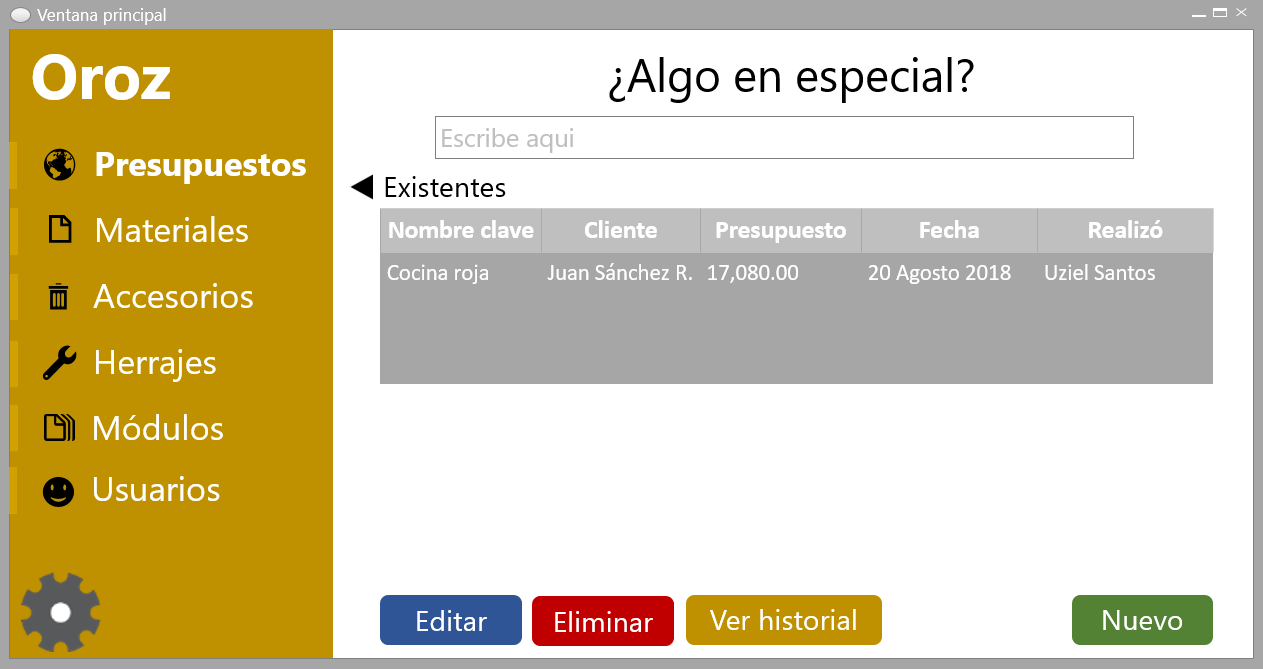 Ventana principal
Oroz
Presupuestos
Materiales
Accesorios
Herrajes
Módulos
Usuarios
¿Algo en especial?
Escribe aqui
Existentes
Nombre clave Cliente Presupuesto Fecha Realizó
Cocina roja Juan Sánchez R. 17,080.00 20 Agosto 2018 Uziel Santos
Editar Eliminar Ver historial Nuevo